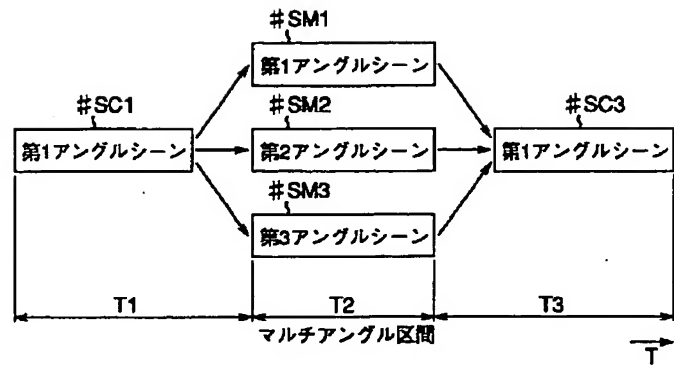 #SM1
第1アングルシーン
#SC1
#SM2
#SC3
第1アングルシーン
第2アングルシーン
第1アングルシーン
#SM3
第3アングルシーン
T1
T2
T3
マルチアングル区間
T